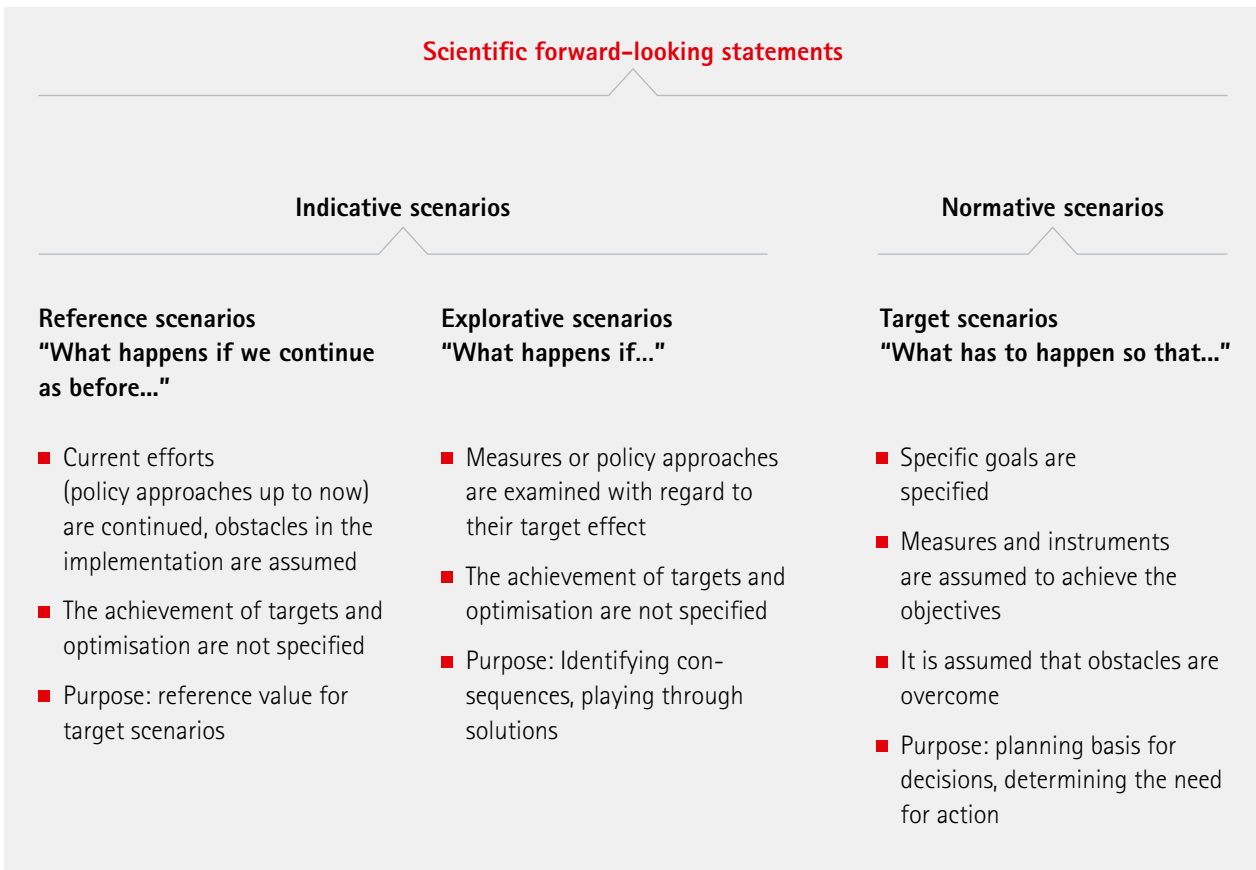 Scientific forward-looking statements
Indicative scenarios
Normative scenarios
Reference scenarios
"What happens if we continue
as before..."
■ Current efforts
(policy approaches up to now)
are continued, obstacles in the
implementation are assumed
■ The achievement of targets and
optimisation are not specified
■ Purpose: reference value for
target scenarios
Explorative scenarios
"What happens if..."
■ Measures or policy approaches
are examined with regard to
their target effect
■ The achievement of targets and
optimisation are not specified
■ Purpose: Identifying con-
sequences, playing through
solutions
Target scenarios
"What has to happen so that..."
■ Specific goals are
specified
■ Measures and instruments
are assumed to achieve the
objectives
■ It is assumed that obstacles are
overcome
■ Purpose: planning basis for
decisions, determining the need
for action